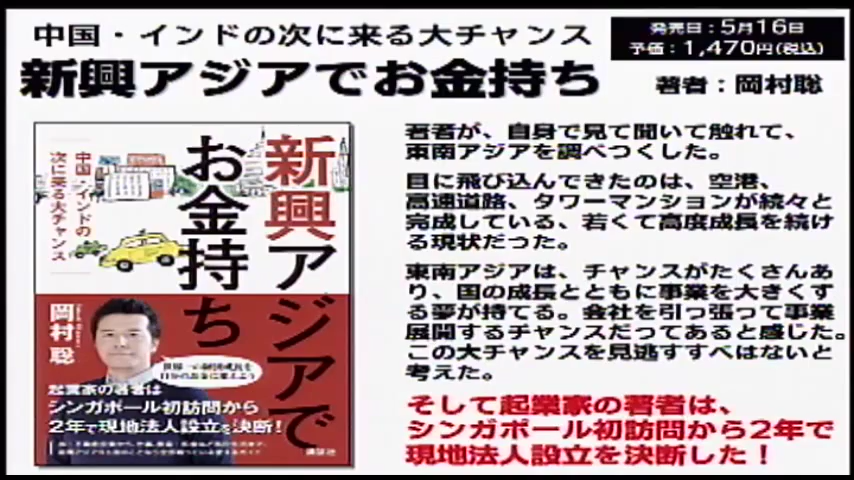 中国・インドの次に来る大チャンス
新興アジアでお金持ち
発売日：5月16日
予価：1,470円(税込)
著者：岡村聡
著者が、自身で見て聞いて触れて、
東南アジアを調べつくした。
目に飛び込んできたのは、空港、
高速道路、タワーマンションが続々と
完成している、若くて高度成長を続け
る現状だった。
東南アジアは、チャンスがたくさんあ
り、国の成長とともに事業を大きくす
る夢が持てる。会社を引っ張って事業
展開するチャンスだってあると感じた。
この大チャンスを見逃すすべはないと
考えた。
そして起業家の著者は、
シンガポール初訪問から2年で
現地法人設立を決断した！
新興アジアで
お金持ち
中国・インドの
次に来る大チャンス
岡村 聡
起業家の著者は
シンガポール初訪問から
2年で現地法人設立を決断！
講談社